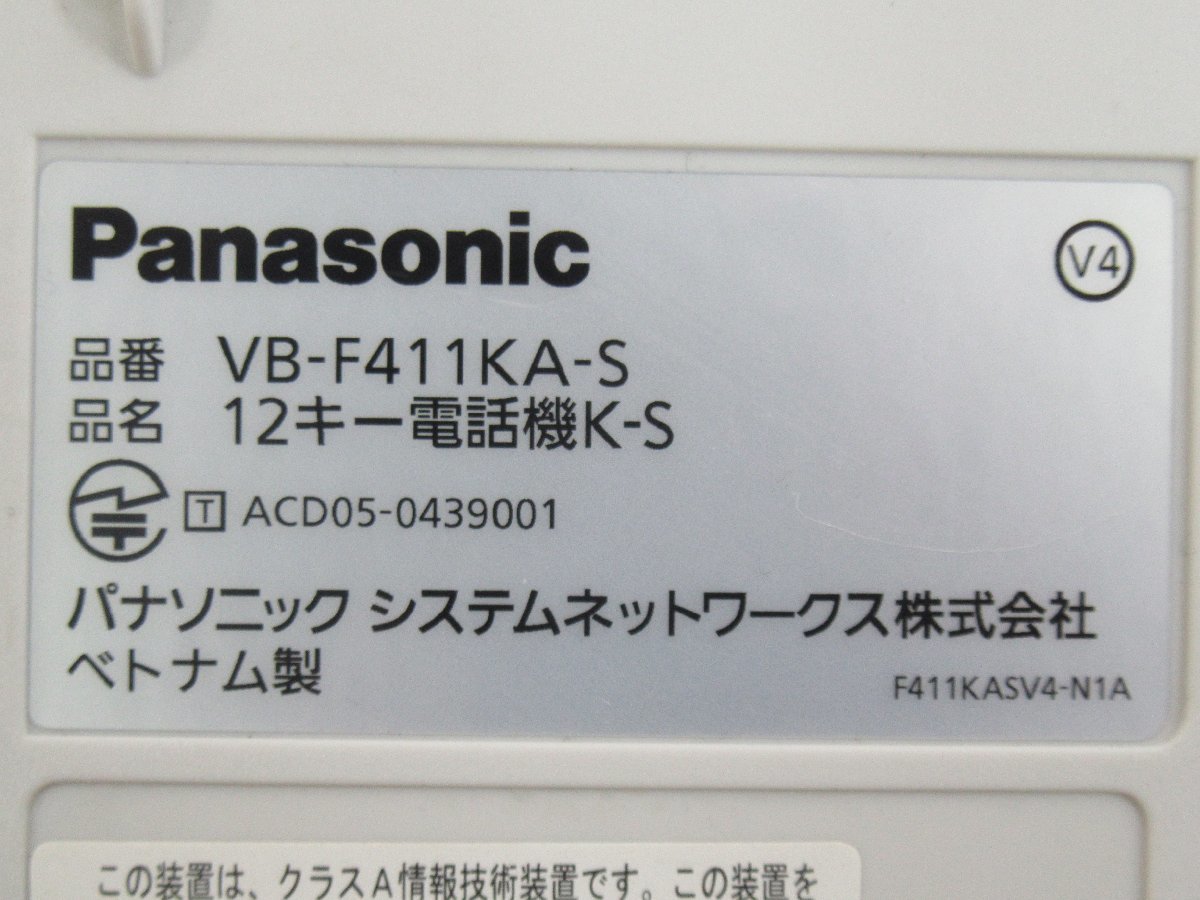 Panasonic
V4
品番 VB-F411KA-S
品名 12キー電話機K-S
T ACD05-0439001
パナソニック システムネットワークス株式会社
ベトナム製
F411KASV4-N1A
この装置は、クラスA情報技術装置です。この装置を